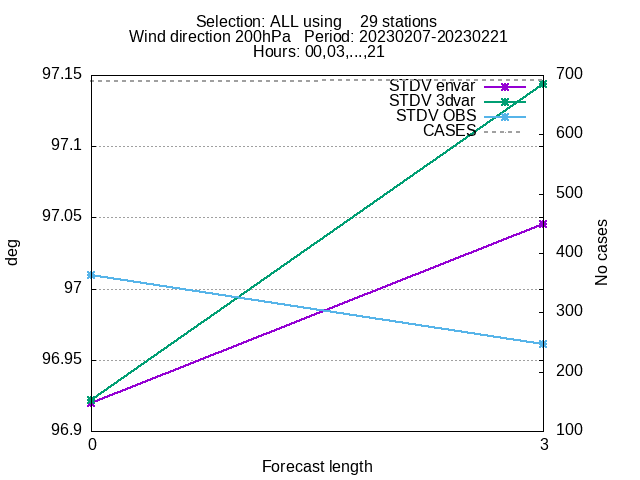 Selection: ALL using    29 stations
Wind direction 200hPa   Period: 20230207-20230221
Hours: 00,03,...,21
97.15
97.1
97.05
97
96.95
96.9
deg
STDV envar
STDV 3dvar
STDV OBS
CASES
700
600
500
400
300
200
100
No cases
0
3
Forecast length